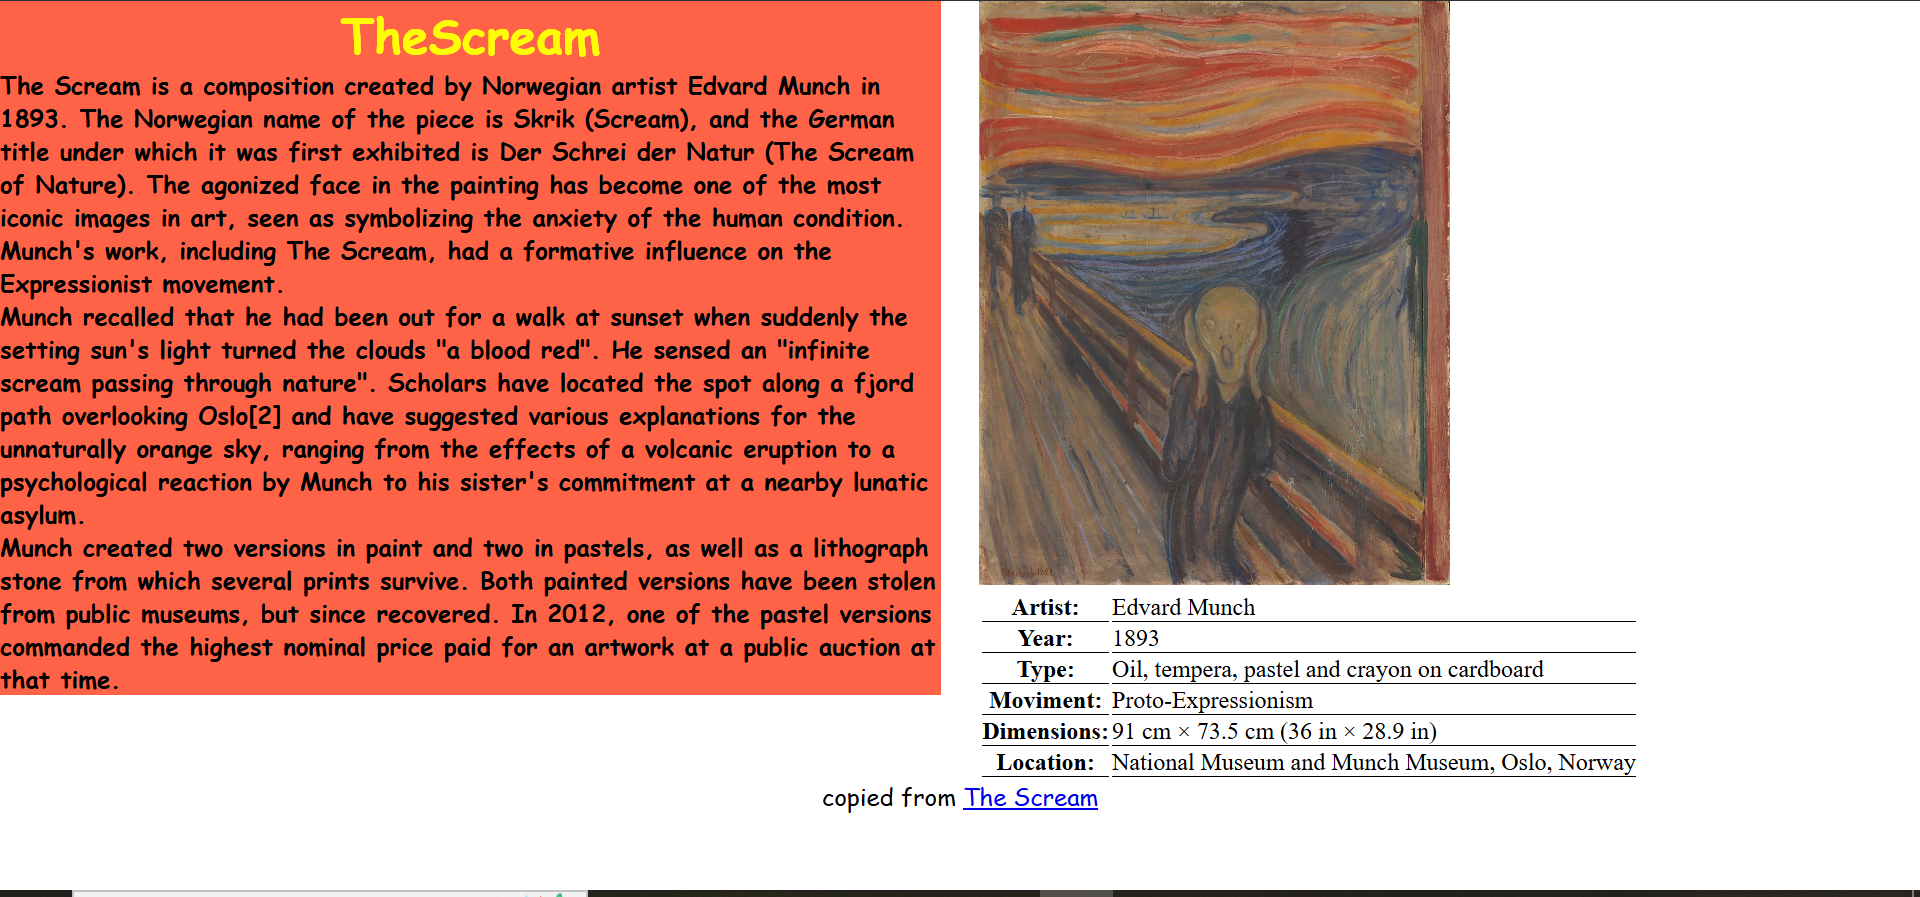 TheScream
The Scream is a composition created by Norwegian artist Edvard Munch in
1893. The Norwegian name of the piece is Skrik (Scream), and the German
title under which it was first exhibited is Der Schrei der Natur (The Scream
of Nature). The agonized face in the painting has become one of the most
iconic images in art, seen as symbolizing the anxiety of the human condition.
Munch's work, including The Scream, had a formative influence on the
Expressionist movement.
Munch recalled that he had been out for a walk at sunset when suddenly the
setting sun's light turned the clouds "a blood red". He sensed an "infinite
scream passing through nature". Scholars have located the spot along a fjord
path overlooking Oslo[2] and have suggested various explanations for the
unnaturally orange sky, ranging from the effects of a volcanic eruption to a
psychological reaction by Munch to his sister's commitment at a nearby lunatic
asylum.
Munch created two versions in paint and two in pastels, as well as a lithograph
stone from which several prints survive. Both painted versions have been stolen
from public museums, but since recovered. In 2012, one of the pastel versions
commanded the highest nominal price paid for an artwork at a public auction at
that time.
Artist: Edvard Munch
Year: 1893
Type: Oil, tempera, pastel and crayon on cardboard
Moviment: Proto-Expressionism
Dimensions: 91 cm × 73.5 cm (36 in × 28.9 in)
Location: National Museum and Munch Museum, Oslo, Norway
copied from The Scream